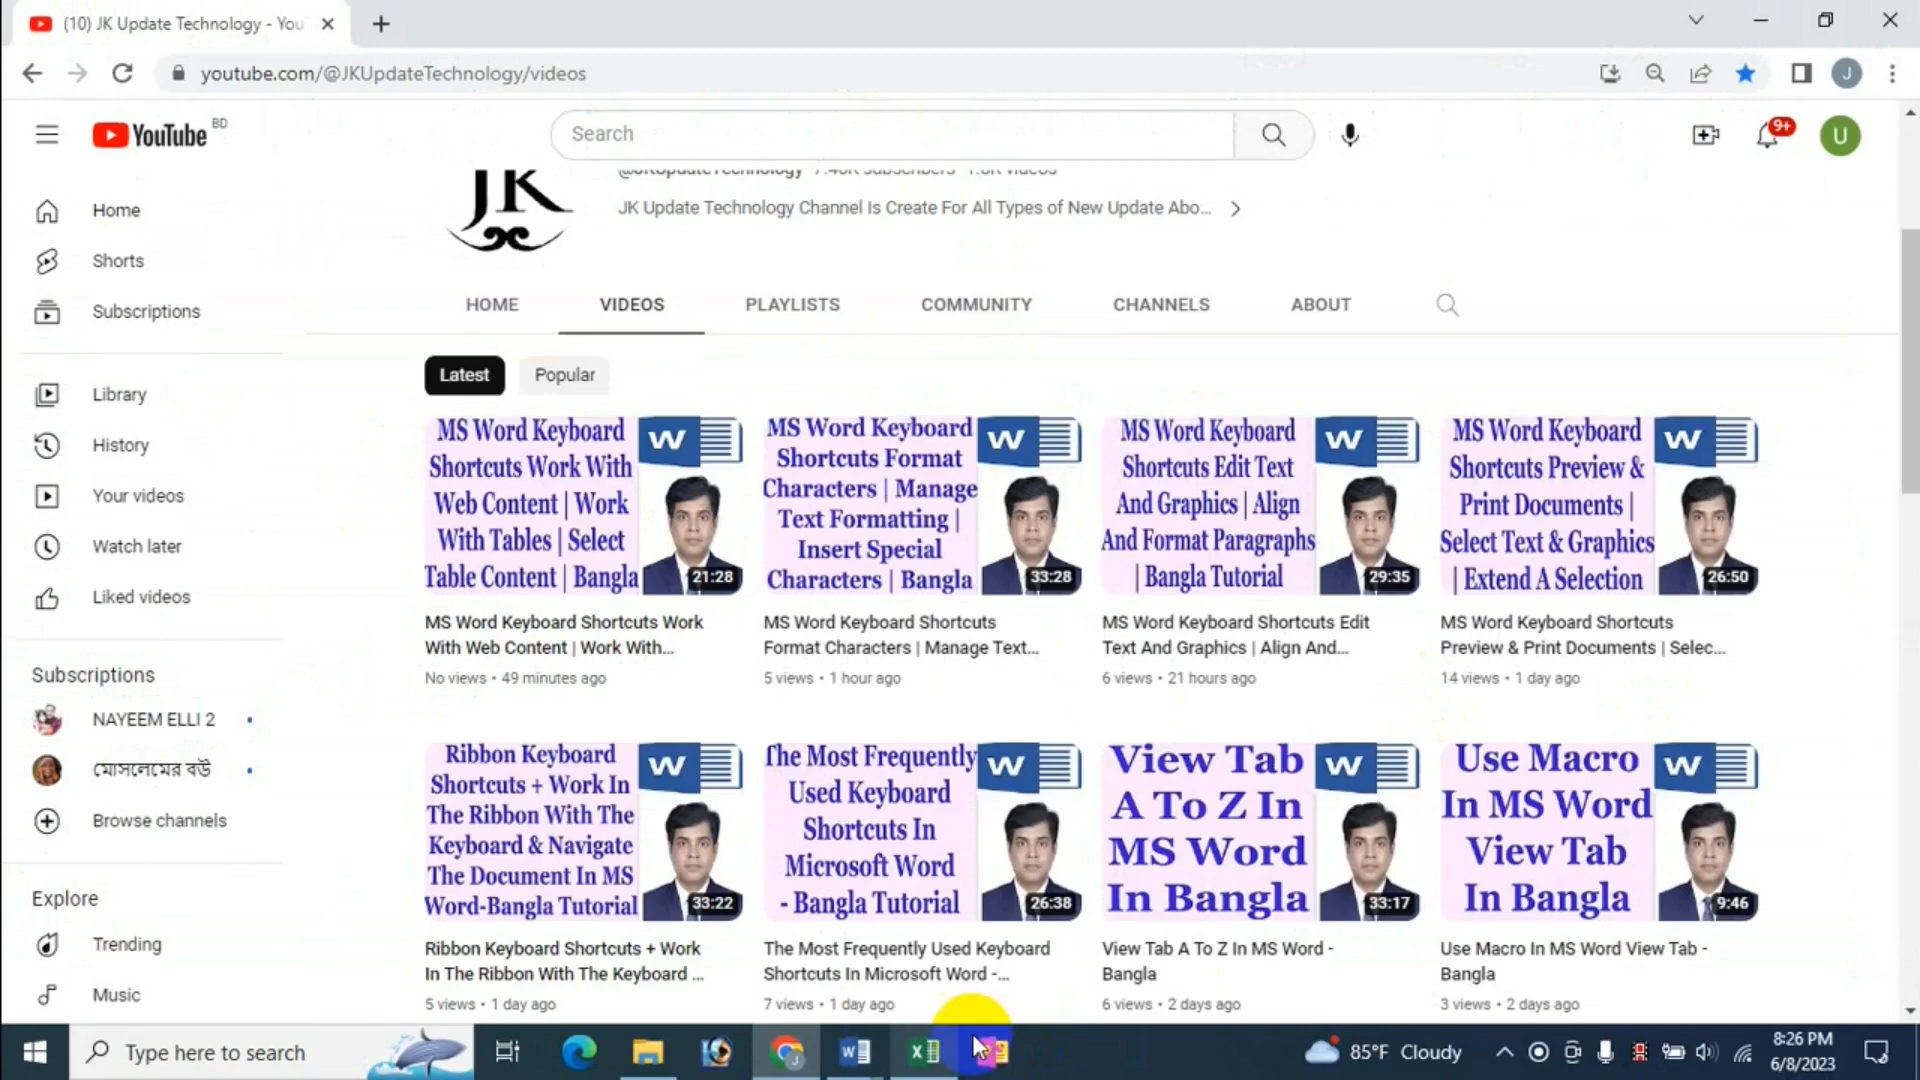 (10) JK Update Technology - You
youtube.com/@JKUpdateTechnology/videos
J
YouTube BD
Search
9+
U
Home
Shorts
Subscriptions
Library
History
Your videos
Watch later
Liked videos
Subscriptions
NAYEEM ELLI 2
মোসলেমের বউ
Browse channels
Explore
Trending
Music
JK
@JKUpdateTechnology 7.46K subscribers 1.6K videos
JK Update Technology Channel Is Create For All Types of New Update Abo...
HOME
VIDEOS
PLAYLISTS
COMMUNITY
CHANNELS
ABOUT
Latest
Popular
MS Word Keyboard
Shortcuts Work With
Web Content | Work
With Tables | Select
Table Content | Bangla
W
21:28
MS Word Keyboard Shortcuts Work
With Web Content | Work With...
No views • 49 minutes ago
MS Word Keyboard
Shortcuts Format
Characters | Manage
Text Formatting |
Insert Special
Characters | Bangla
W
33:28
MS Word Keyboard Shortcuts
Format Characters | Manage Text...
5 views • 1 hour ago
MS Word Keyboard
Shortcuts Edit Text
And Graphics | Align
And Format Paragraphs
| Bangla Tutorial
W
29:35
MS Word Keyboard Shortcuts Edit
Text And Graphics | Align And...
6 views • 21 hours ago
MS Word Keyboard
Shortcuts Preview &
Print Documents |
Select Text & Graphics
| Extend A Selection
W
26:50
MS Word Keyboard Shortcuts
Preview & Print Documents | Selec...
14 views • 1 day ago
Ribbon Keyboard
Shortcuts + Work In
The Ribbon With The
Keyboard & Navigate
The Document In MS
Word-Bangla Tutorial
W
33:22
Ribbon Keyboard Shortcuts + Work
In The Ribbon With The Keyboard ...
5 views • 1 day ago
The Most Frequently
Used Keyboard
Shortcuts In
Microsoft Word
- Bangla Tutorial
W
26:38
The Most Frequently Used Keyboard
Shortcuts In Microsoft Word -...
7 views • 1 day ago
View Tab
A To Z In
MS Word
In Bangla
W
33:17
View Tab A To Z In MS Word -
Bangla
6 views • 2 days ago
Use Macro
In MS Word
View Tab
In Bangla
W
9:46
Use Macro In MS Word View Tab -
Bangla
3 views • 2 days ago
Type here to search
85°F Cloudy
8:26 PM
6/8/2023